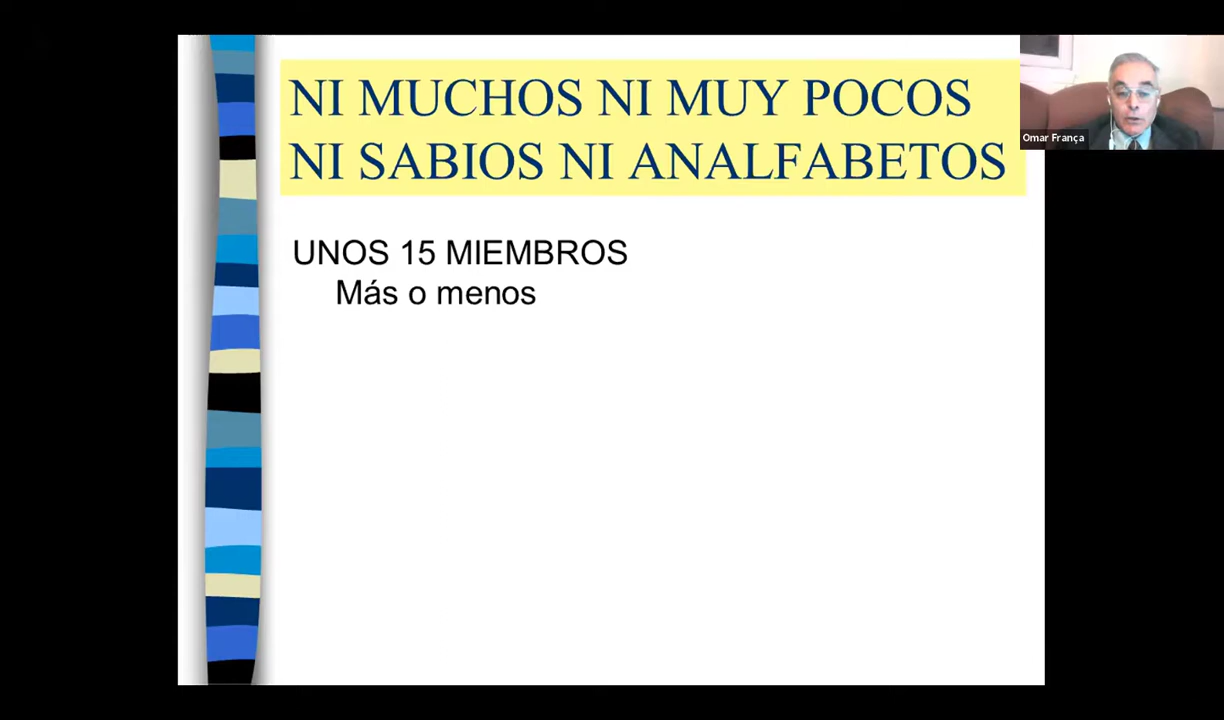 NI MUCHOS NI MUY POCOS
NI SABIOS NI ANALFABETOS
Omar França
UNOS 15 MIEMBROS
Más o menos